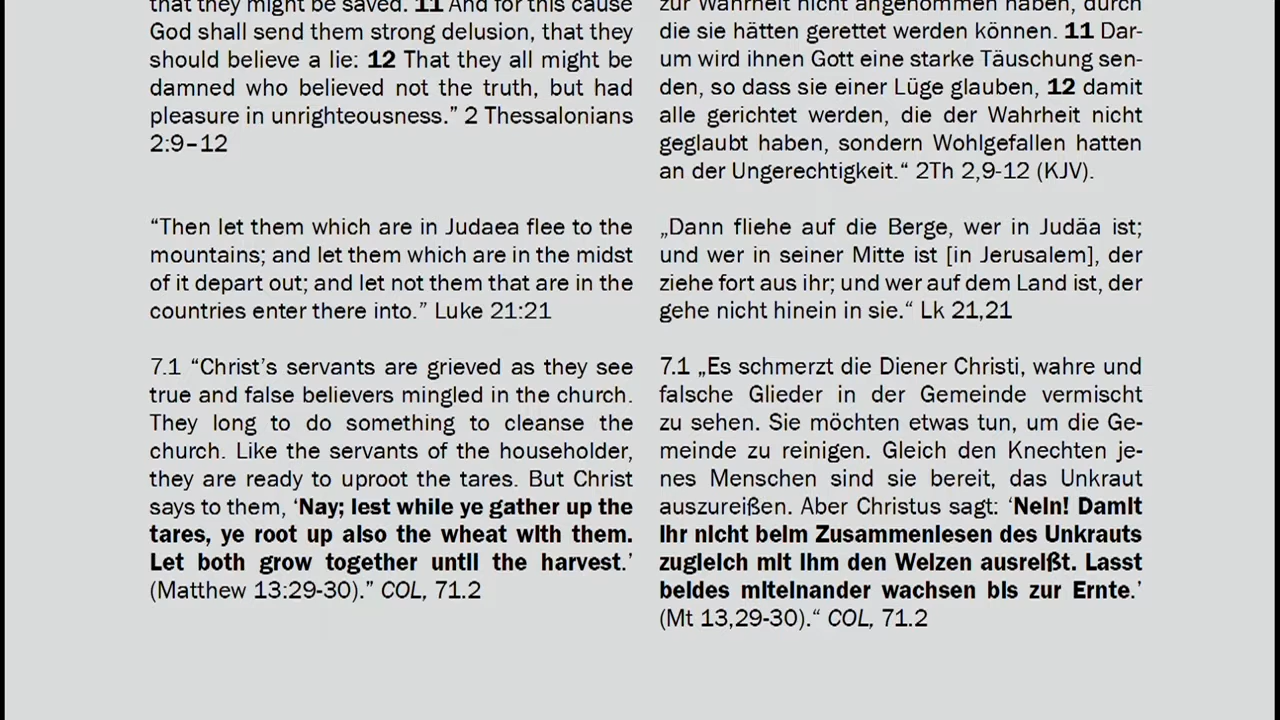 that they might be saved. 11 And for this cause
God shall send them strong delusion, that they
should believe a lie: 12 That they all might be
damned who believed not the truth, but had
pleasure in unrighteousness.” 2 Thessalonians
2:9–12
“Then let them which are in Judaea flee to the
mountains; and let them which are in the midst
of it depart out; and let not them that are in the
countries enter there into.” Luke 21:21
7.1 “Christ’s servants are grieved as they see
true and false believers mingled in the church.
They long to do something to cleanse the
church. Like the servants of the householder,
they are ready to uproot the tares. But Christ
says to them, ‘Nay; lest while ye gather up the
tares, ye root up also the wheat with them.
Let both grow together until the harvest.’
(Matthew 13:29-30).” COL, 71.2
zur Wahrheit nicht angenommen haben, durch
die sie hätten gerettet werden können. 11 Dar-
um wird ihnen Gott eine starke Täuschung sen-
den, so dass sie einer Lüge glauben, 12 damit
alle gerichtet werden, die der Wahrheit nicht
geglaubt haben, sondern Wohlgefallen hatten
an der Ungerechtigkeit.“ 2Th 2,9-12 (KJV).
„Dann fliehe auf die Berge, wer in Judäa ist;
und wer in seiner Mitte ist [in Jerusalem], der
ziehe fort aus ihr; und wer auf dem Land ist, der
gehe nicht hinein in sie.“ Lk 21,21
7.1 „Es schmerzt die Diener Christi, wahre und
falsche Glieder in der Gemeinde vermischt
zu sehen. Sie möchten etwas tun, um die Ge-
meinde zu reinigen. Gleich den Knechten je-
nes Menschen sind sie bereit, das Unkraut
auszureißen. Aber Christus sagt: ‘Nein! Damit
ihr nicht beim Zusammenlesen des Unkrauts
zugleich mit ihm den Weizen ausreißt. Lasst
beides miteinander wachsen bis zur Ernte.’
(Mt 13,29-30).“ COL, 71.2